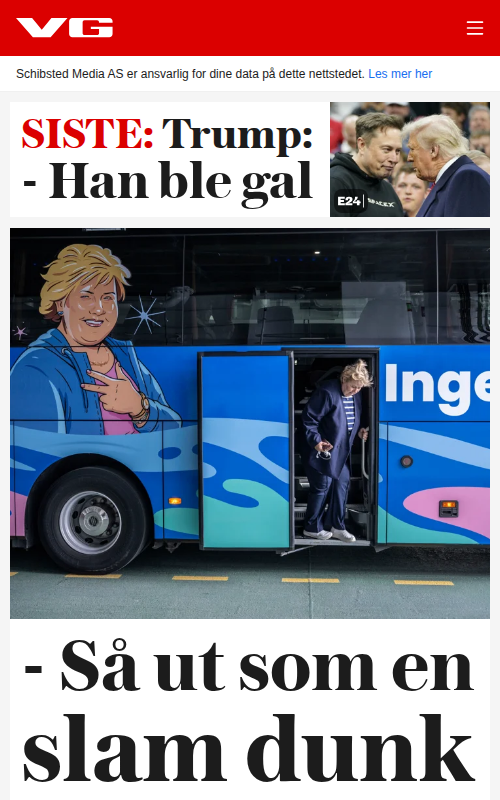 VG
Schibsted Media AS er ansvarlig for dine data på dette nettstedet. Les mer her
SISTE: Trump:
- Han ble gal
E24
SPACEX
Inge
- Så ut som en
slam dunk